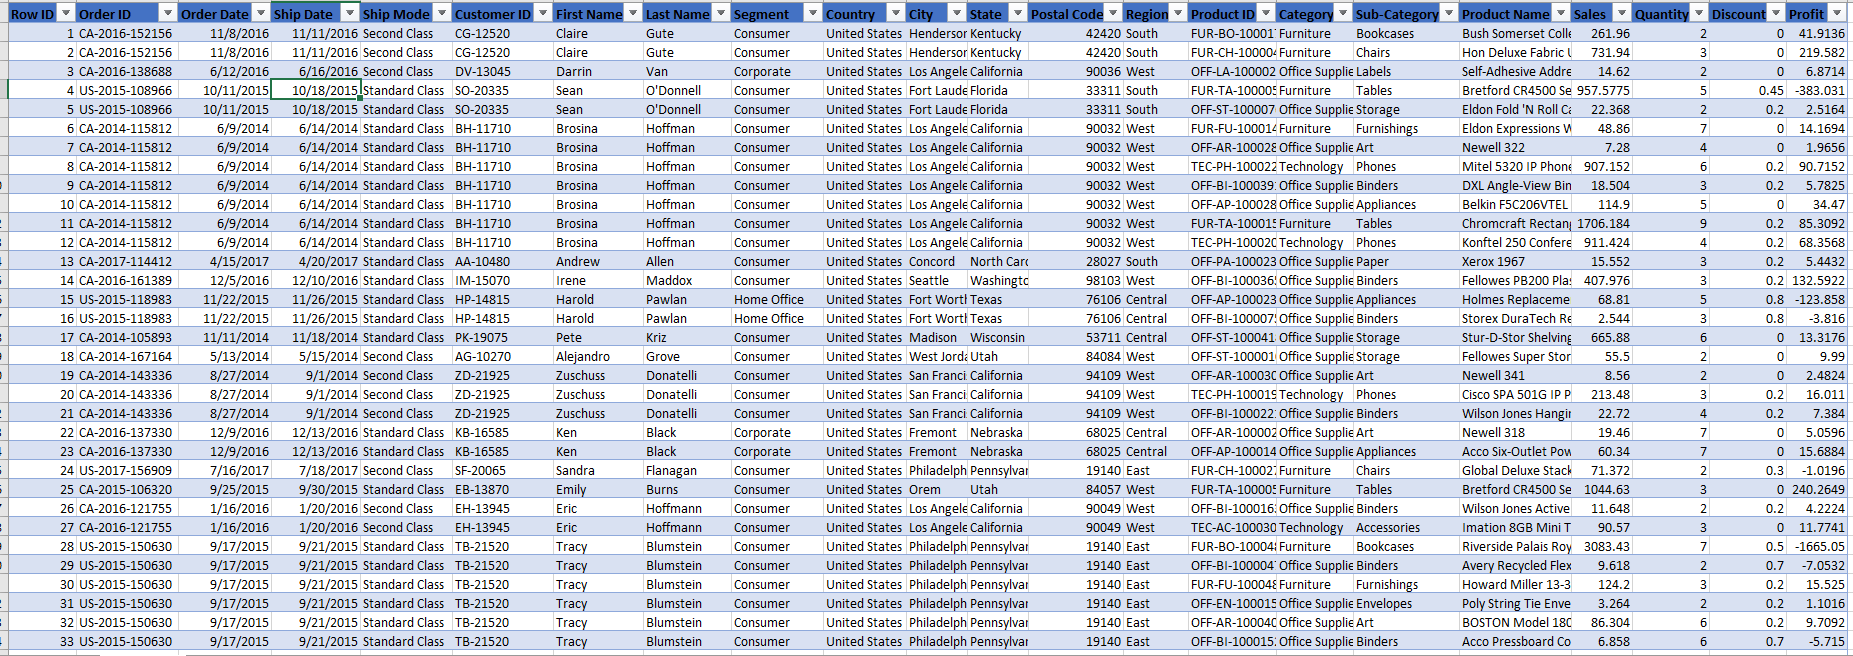 Row ID Order ID Order Date Ship Date Ship Mode Customer ID First Name Last Name Segment Country City State Postal Code Region Product ID Category Sub-Category Product Name Sales Quantity Discount Profit
1 CA-2016-152156 11/8/2016 11/11/2016 Second Class CG-12520 Claire Gute Consumer United States Henderson Kentucky 42420 South FUR-BO-10001 Furniture Bookcases Bush Somerset Colle 261.96 2 0 41.9136
2 CA-2016-152156 11/8/2016 11/11/2016 Second Class CG-12520 Claire Gute Consumer United States Henderson Kentucky 42420 South FUR-CH-10000 Furniture Chairs Hon Deluxe Fabric 731.94 3 0 219.582
3 CA-2016-138688 6/12/2016 6/16/2016 Second Class DV-13045 Darrin Van Corporate United States Los Angele California 90036 West OFF-LA-100002 Office Supplie Labels Self-Adhesive Addre 14.62 2 0 6.8714
4 US-2015-108966 10/11/2015 10/18/2015 Standard Class SO-20335 Sean O'Donnell Consumer United States Fort Laude Florida 33311 South FUR-TA-10000 Furniture Tables Bretford CR4500 Se 957.5775 5 0.45 -383.031
5 US-2015-108966 10/11/2015 10/18/2015 Standard Class SO-20335 Sean O'Donnell Consumer United States Fort Laude Florida 33311 South OFF-ST-100007 Office Supplie Storage Eldon Fold 'N Roll Ca 22.368 2 0.2 2.5164
6 CA-2014-115812 6/9/2014 6/14/2014 Standard Class BH-11710 Brosina Hoffman Consumer United States Los Angele California 90032 West FUR-FU-10001 Furniture Furnishings Eldon Expressions W 48.86 7 0 14.1694
7 CA-2014-115812 6/9/2014 6/14/2014 Standard Class BH-11710 Brosina Hoffman Consumer United States Los Angele California 90032 West OFF-AR-100028 Office Supplie Art Newell 322 7.28 4 0 1.9656
8 CA-2014-115812 6/9/2014 6/14/2014 Standard Class BH-11710 Brosina Hoffman Consumer United States Los Angele California 90032 West TEC-PH-100022 Technology Phones Mitel 5320 IP Phone 907.152 6 0.2 90.7152
9 CA-2014-115812 6/9/2014 6/14/2014 Standard Class BH-11710 Brosina Hoffman Consumer United States Los Angele California 90032 West OFF-BI-100039 Office Supplie Binders DXL Angle-View Bin 18.504 3 0.2 5.7825
10 CA-2014-115812 6/9/2014 6/14/2014 Standard Class BH-11710 Brosina Hoffman Consumer United States Los Angele California 90032 West OFF-AP-100028 Office Supplie Appliances Belkin F5C206VTEL 114.9 5 0 34.47
11 CA-2014-115812 6/9/2014 6/14/2014 Standard Class BH-11710 Brosina Hoffman Consumer United States Los Angele California 90032 West FUR-TA-10001 Furniture Tables Chromcraft Rectang 1706.184 9 0.2 85.3092
12 CA-2014-115812 6/9/2014 6/14/2014 Standard Class BH-11710 Brosina Hoffman Consumer United States Los Angele California 90032 West TEC-PH-100020 Technology Phones Konftel 250 Confere 911.424 4 0.2 68.3568
13 CA-2017-114412 4/15/2017 4/20/2017 Standard Class AA-10480 Andrew Allen Consumer United States Concord North Carc 28027 South OFF-PA-100023 Office Supplie Paper Xerox 1967 15.552 3 0.2 5.4432
14 CA-2016-161389 12/5/2016 12/10/2016 Standard Class IM-15070 Irene Maddox Consumer United States Seattle Washingtc 98103 West OFF-BI-100036 Office Supplie Binders Fellowes PB200 Plas 407.976 3 0.2 132.5922
15 US-2015-118983 11/22/2015 11/26/2015 Standard Class HP-14815 Harold Pawlan Home Office United States Fort Worth Texas 76106 Central OFF-AP-100023 Office Supplie Appliances Holmes Replaceme 68.81 5 0.8 -123.858
16 US-2015-118983 11/22/2015 11/26/2015 Standard Class HP-14815 Harold Pawlan Home Office United States Fort Worth Texas 76106 Central OFF-BI-100007 Office Supplie Binders Storex DuraTech Re 2.544 3 0.8 -3.816
17 CA-2014-105893 11/11/2014 11/18/2014 Standard Class PK-19075 Pete Kriz Consumer United States Madison Wisconsin 53711 Central OFF-ST-100041 Office Supplie Storage Stur-D-Stor Shelving 665.88 6 0 13.3176
18 CA-2014-167164 5/13/2014 5/15/2014 Second Class AG-10270 Alejandro Grove Consumer United States West Jorda Utah 84084 West OFF-ST-100001 Office Supplie Storage Fellowes Super Stor 55.5 2 0 9.99
19 CA-2014-143336 8/27/2014 9/1/2014 Second Class ZD-21925 Zuschuss Donatelli Consumer United States San Franci California 94109 West OFF-AR-100030 Office Supplie Art Newell 341 8.56 2 0 2.4824
20 CA-2014-143336 8/27/2014 9/1/2014 Second Class ZD-21925 Zuschuss Donatelli Consumer United States San Franci California 94109 West TEC-PH-100019 Technology Phones Cisco SPA 501G IP P 213.48 3 0.2 16.011
21 CA-2014-143336 8/27/2014 9/1/2014 Second Class ZD-21925 Zuschuss Donatelli Consumer United States San Franci California 94109 West OFF-BI-100022 Office Supplie Binders Wilson Jones Hangir 22.72 4 0.2 7.384
22 CA-2016-137330 12/9/2016 12/13/2016 Standard Class KB-16585 Ken Black Corporate United States Fremont Nebraska 68025 Central OFF-AR-100002 Office Supplie Art Newell 318 19.46 7 0 5.0596
23 CA-2016-137330 12/9/2016 12/13/2016 Standard Class KB-16585 Ken Black Corporate United States Fremont Nebraska 68025 Central OFF-AP-100014 Office Supplie Appliances Acco Six-Outlet Pow 60.34 7 0 15.6884
24 US-2017-156909 7/16/2017 7/18/2017 Second Class SF-20065 Sandra Flanagan Consumer United States Philadelph Pennsylvar 19140 East FUR-CH-10002 Furniture Chairs Global Deluxe Stack 71.372 2 0.3 -1.0196
25 CA-2015-106320 9/25/2015 9/30/2015 Standard Class EB-13870 Emily Burns Consumer United States Orem Utah 84057 West FUR-TA-10000 Furniture Tables Bretford CR4500 Se 1044.63 3 0 240.2649
26 CA-2016-121755 1/16/2016 1/20/2016 Second Class EH-13945 Eric Hoffmann Consumer United States Los Angele California 90049 West OFF-BI-100016 Office Supplie Binders Wilson Jones Active 11.648 2 0.2 4.2224
27 CA-2016-121755 1/16/2016 1/20/2016 Second Class EH-13945 Eric Hoffmann Consumer United States Los Angele California 90049 West TEC-AC-100030 Technology Accessories Imation 8GB Mini T 90.57 3 0 11.7741
28 US-2015-150630 9/17/2015 9/21/2015 Standard Class TB-21520 Tracy Blumstein Consumer United States Philadelph Pennsylvar 19140 East FUR-BO-10004 Furniture Bookcases Riverside Palais Roy 3083.43 7 0.5 -1665.05
29 US-2015-150630 9/17/2015 9/21/2015 Standard Class TB-21520 Tracy Blumstein Consumer United States Philadelph Pennsylvar 19140 East OFF-BI-100004 Office Supplie Binders Avery Recycled Flex 9.618 2 0.7 -7.0532
30 US-2015-150630 9/17/2015 9/21/2015 Standard Class TB-21520 Tracy Blumstein Consumer United States Philadelph Pennsylvar 19140 East FUR-FU-10004 Furniture Furnishings Howard Miller 13-3 124.2 3 0.2 15.525
31 US-2015-150630 9/17/2015 9/21/2015 Standard Class TB-21520 Tracy Blumstein Consumer United States Philadelph Pennsylvar 19140 East OFF-EN-100015 Office Supplie Envelopes Poly String Tie Enve 3.264 2 0.2 1.1016
32 US-2015-150630 9/17/2015 9/21/2015 Standard Class TB-21520 Tracy Blumstein Consumer United States Philadelph Pennsylvar 19140 East OFF-AR-100040 Office Supplie Art BOSTON Model 180 86.304 6 0.2 9.7092
33 US-2015-150630 9/17/2015 9/21/2015 Standard Class TB-21520 Tracy Blumstein Consumer United States Philadelph Pennsylvar 19140 East OFF-BI-100015 Office Supplie Binders Acco Pressboard Co 6.858 6 0.7 -5.715